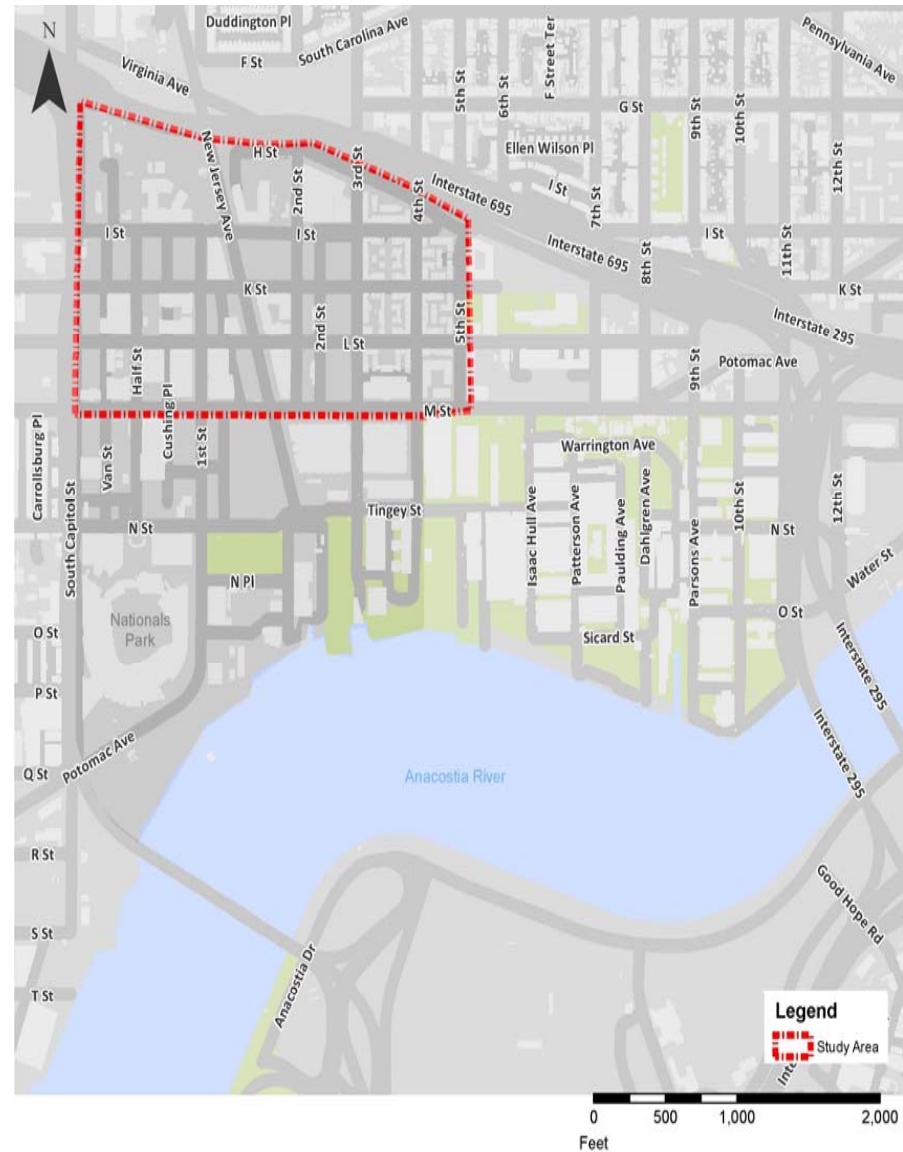 Duddington Pl
South Carolina Ave
Pennsylvania Ave
N
F St
Virginia Ave
5th St
6th St
F Street Ter
G St
9th St
10th St
12th St
New Jersey Ave
H St
2nd St
3rd St
4th St
Ellen Wilson Pl
I St
7th St
Interstate 695
I St
I St
Interstate 695
8th St
I St
11th St
K St
K St
2nd St
5th St
Interstate 295
L St
Half St
9th St
Potomac Ave
Cushing Pl
M St
Carrollsburg Pl
Van St
1st St
Warrington Ave
South Capitol St
Tingey St
Isaac Hull Ave
Patterson Ave
Paulding Ave
Dahlgren Ave
Parsons Ave
10th St
12th St
N St
N St
Water St
N Pl
Nationals
Park
O St
Sicard St
O St
Interstate 295
P St
Interstate 295
Potomac Ave
Q St
Anacostia River
R St
Good Hope Rd
S St
Anacostia Dr
T St
Legend
Study Area
0 500 1,000 2,000
Feet